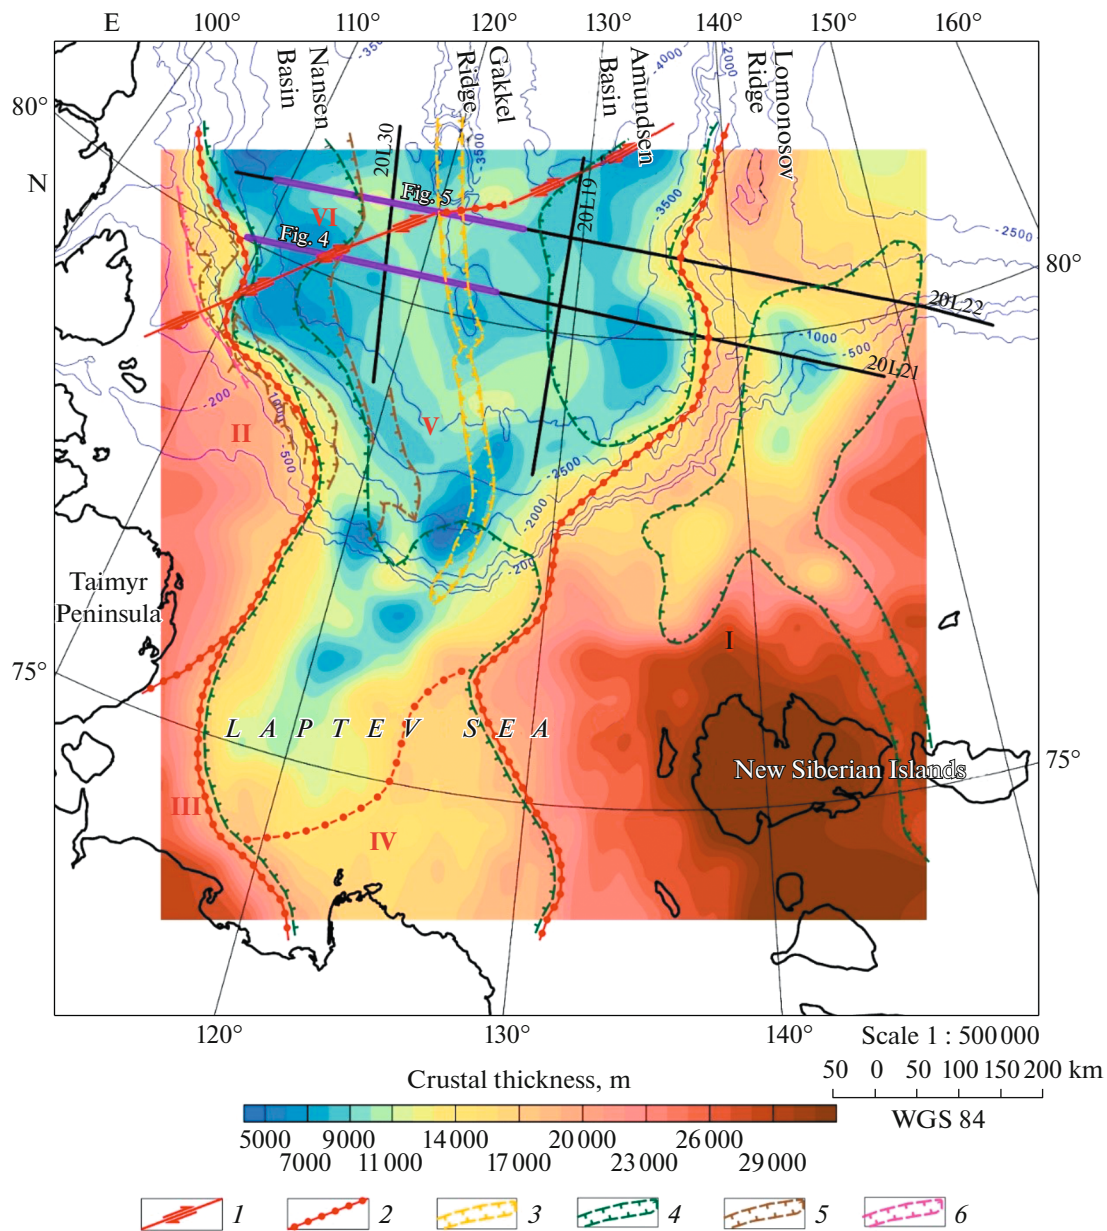 E 100° 110° 120° 130° 140° 150° 160°
80°
N
Nansen
Basin
Gakkel
Ridge
Amundsen
Basin
Lomonosov
Ridge
-3500
-4000
-2000
20L30
-3500
Fig. 5
20L19
-3500
VI
Fig. 4
-2500
80°
20L22
-1000
-500
20L21
-200
1000
II
-500
V
-2500
-2000
-200
Taimyr
Peninsula
I
75°
LAPTEV SEA
New Siberian Islands
75°
III
IV
120° 130° 140°
Scale 1 : 500 000
50 0 50 100 150 200 km
WGS 84
Crustal thickness, m
5000 9000 14 000 20 000 26 000
7000 11 000 17 000 23 000 29 000
1 2 3 4 5 6